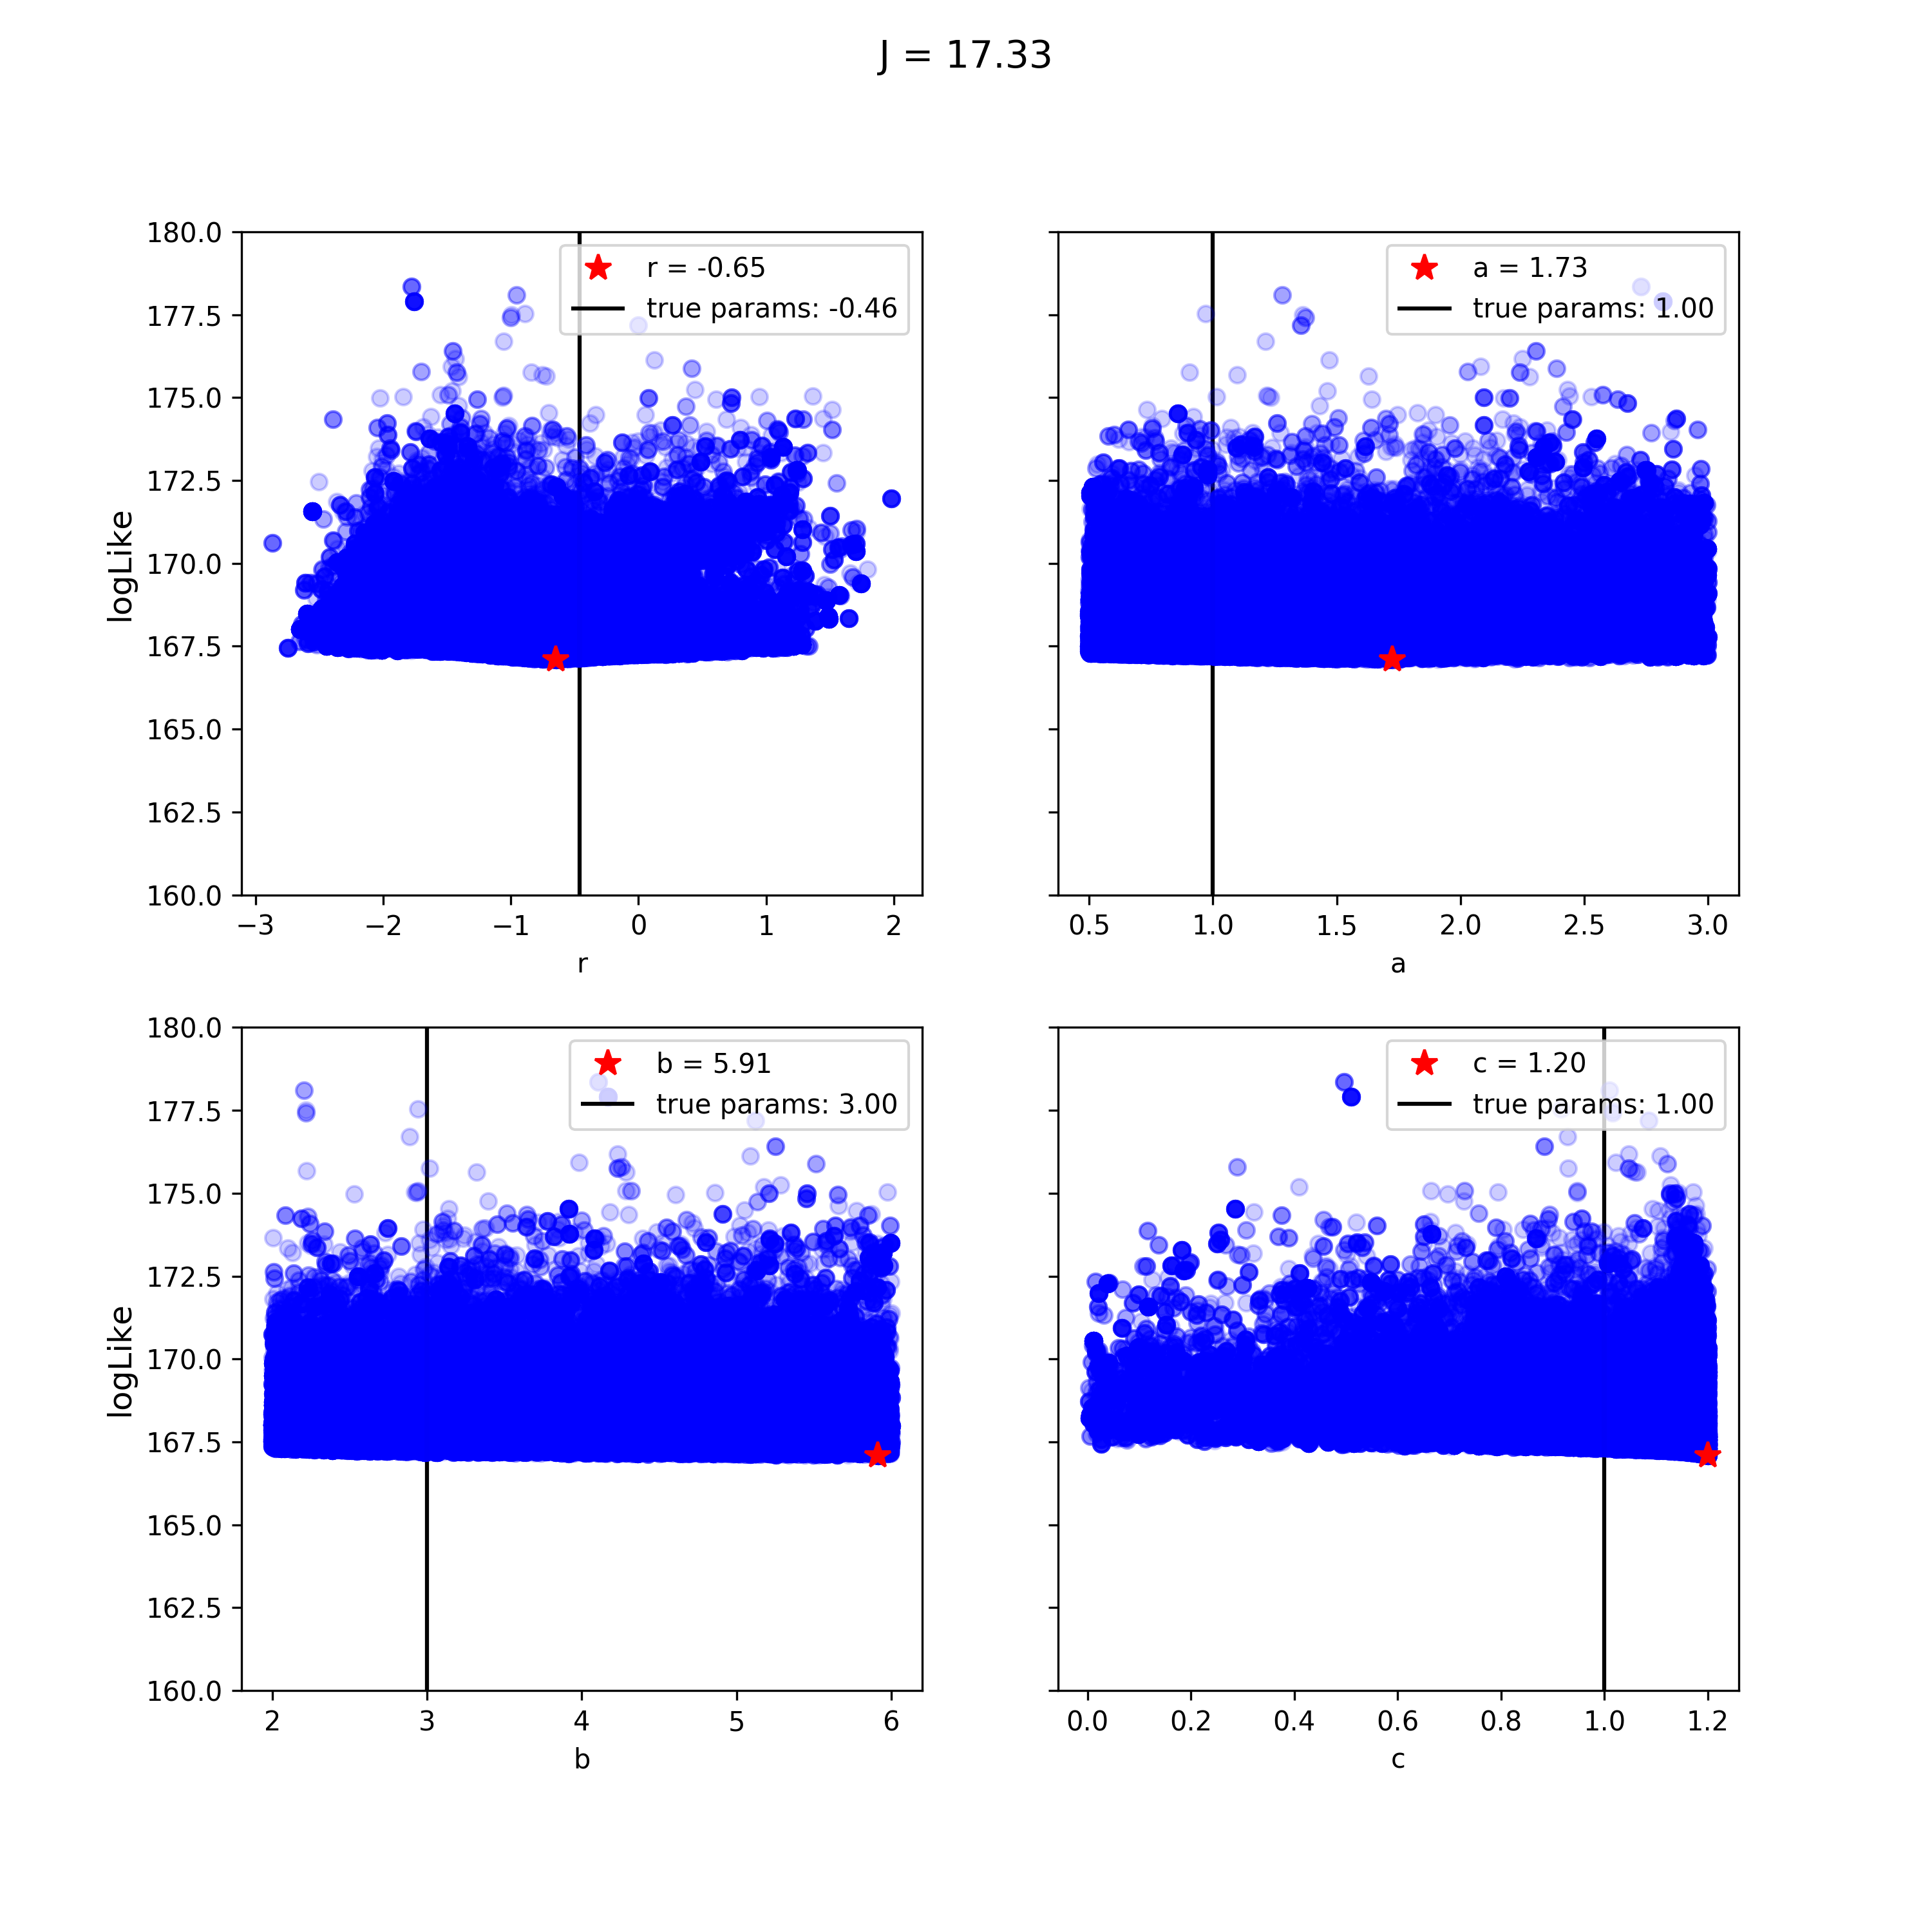 J = 17.33
180.0
177.5
175.0
172.5
170.0
167.5
165.0
162.5
160.0
logLike
r = -0.65
true params: -0.46
−3 −2 −1 0 1 2
r
a = 1.73
true params: 1.00
0.5 1.0 1.5 2.0 2.5 3.0
a
180.0
177.5
175.0
172.5
170.0
167.5
165.0
162.5
160.0
logLike
b = 5.91
true params: 3.00
2 3 4 5 6
b
c = 1.20
true params: 1.00
0.0 0.2 0.4 0.6 0.8 1.0 1.2
c